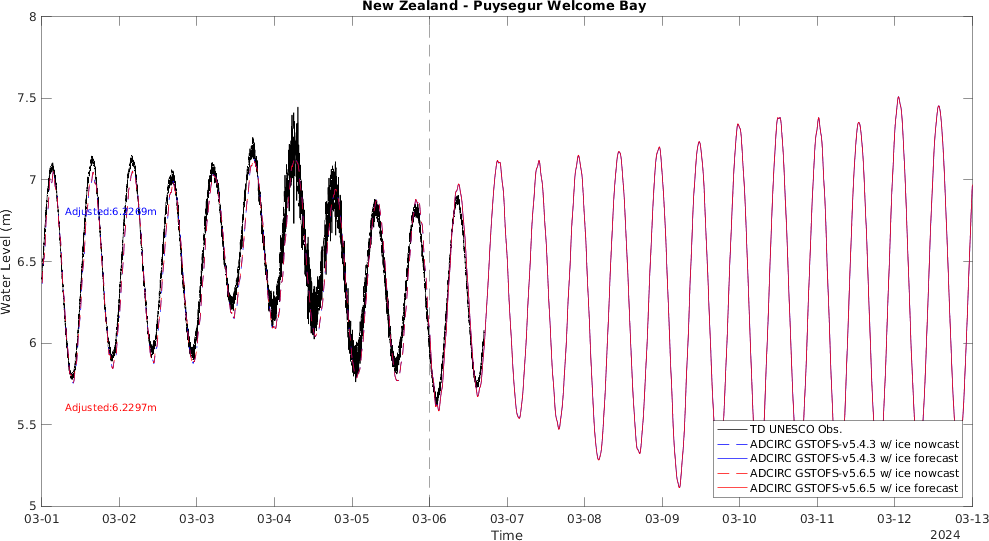 New Zealand - Puysegur Welcome Bay
8
7.5
7
6.5
6
5.5
5
Water Level (m)
Adjusted:6.2269m
Adjusted:6.2297m
TD UNESCO Obs.
ADCIRC GSTOFS-v5.4.3 w/ ice nowcast
ADCIRC GSTOFS-v5.4.3 w/ ice forecast
ADCIRC GSTOFS-v5.6.5 w/ ice nowcast
ADCIRC GSTOFS-v5.6.5 w/ ice forecast
03-01 03-02 03-03 03-04 03-05 03-06 03-07 03-08 03-09 03-10 03-11 03-12 03-13
Time
2024